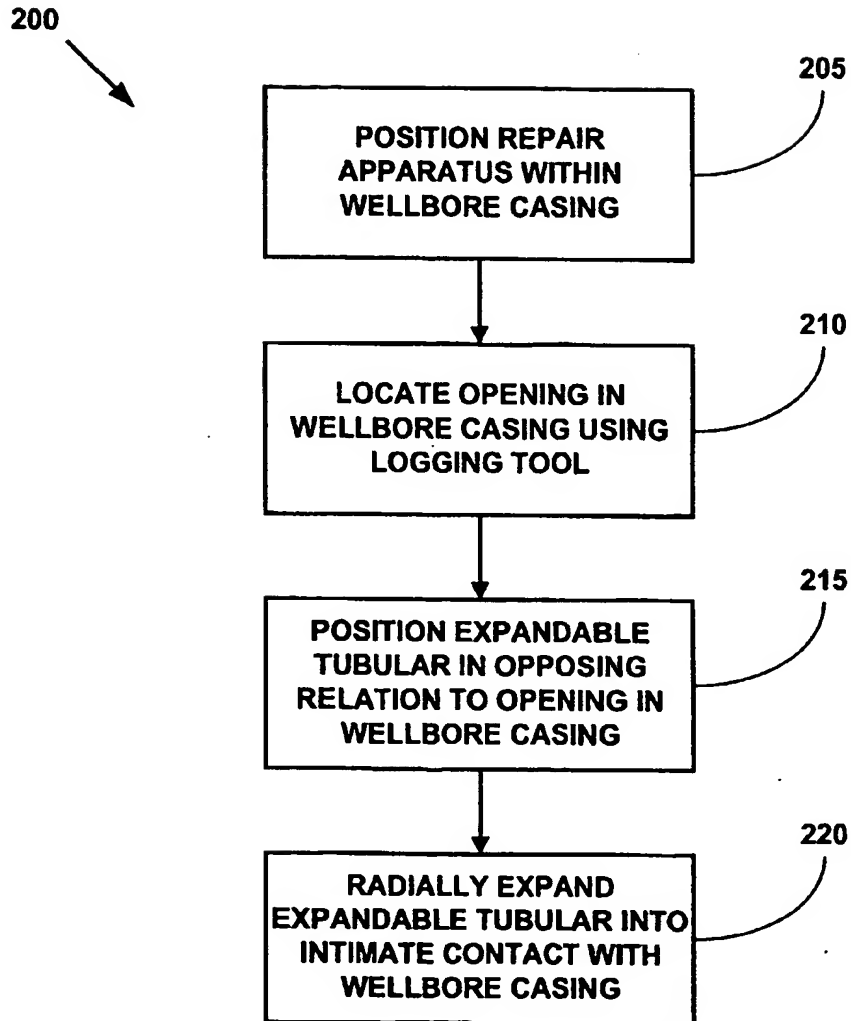 200
205
POSITION REPAIR
APPARATUS WITHIN
WELLBORE CASING
210
LOCATE OPENING IN
WELLBORE CASING USING
LOGGING TOOL
215
POSITION EXPANDABLE
TUBULAR IN OPPOSING
RELATION TO OPENING IN
WELLBORE CASING
220
RADIALLY EXPAND
EXPANDABLE TUBULAR INTO
INTIMATE CONTACT WITH
WELLBORE CASING